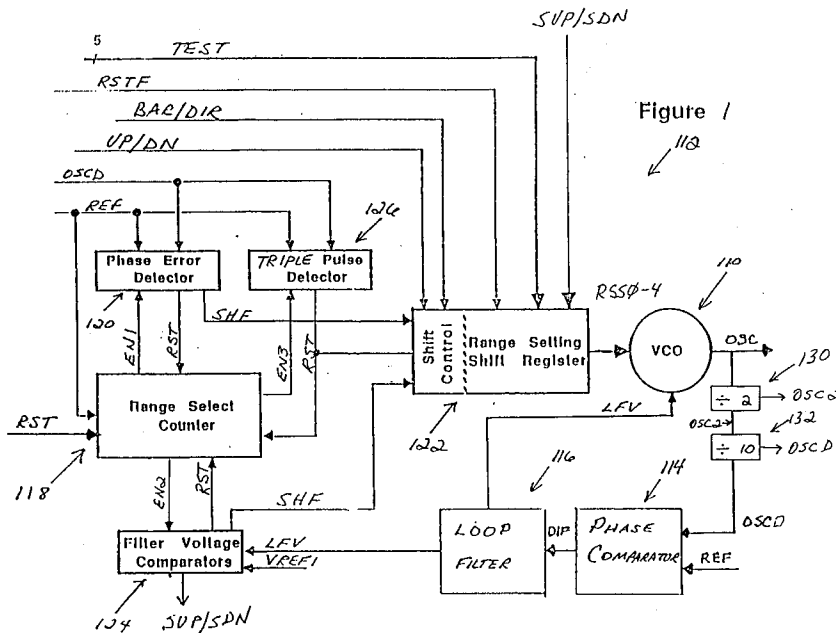 SUP/SDN
5
TEST
RSTF
BAC/DIR
UP/DN
Figure 1
112
OSCD
REF
126
Phase Error
Detector
TRIPLE Pulse
Detector
120
SHF
EN1
RST
EN3
RST
RSSØ-4
110
Shift
Control
Range Setting
Shift
Register
VCO
OSC
130
÷ 2
OSC2
OSC2
132
÷ 10
OSCD
LFV
Range Select
Counter
RST
122
118
EN2
RST
SHF
116
114
OSCD
Filter Voltage
Comparators
LFV
VREF1
LOOP
FILTER
DIF
PHASE
COMPARATOR
REF
124
SUP/SDN